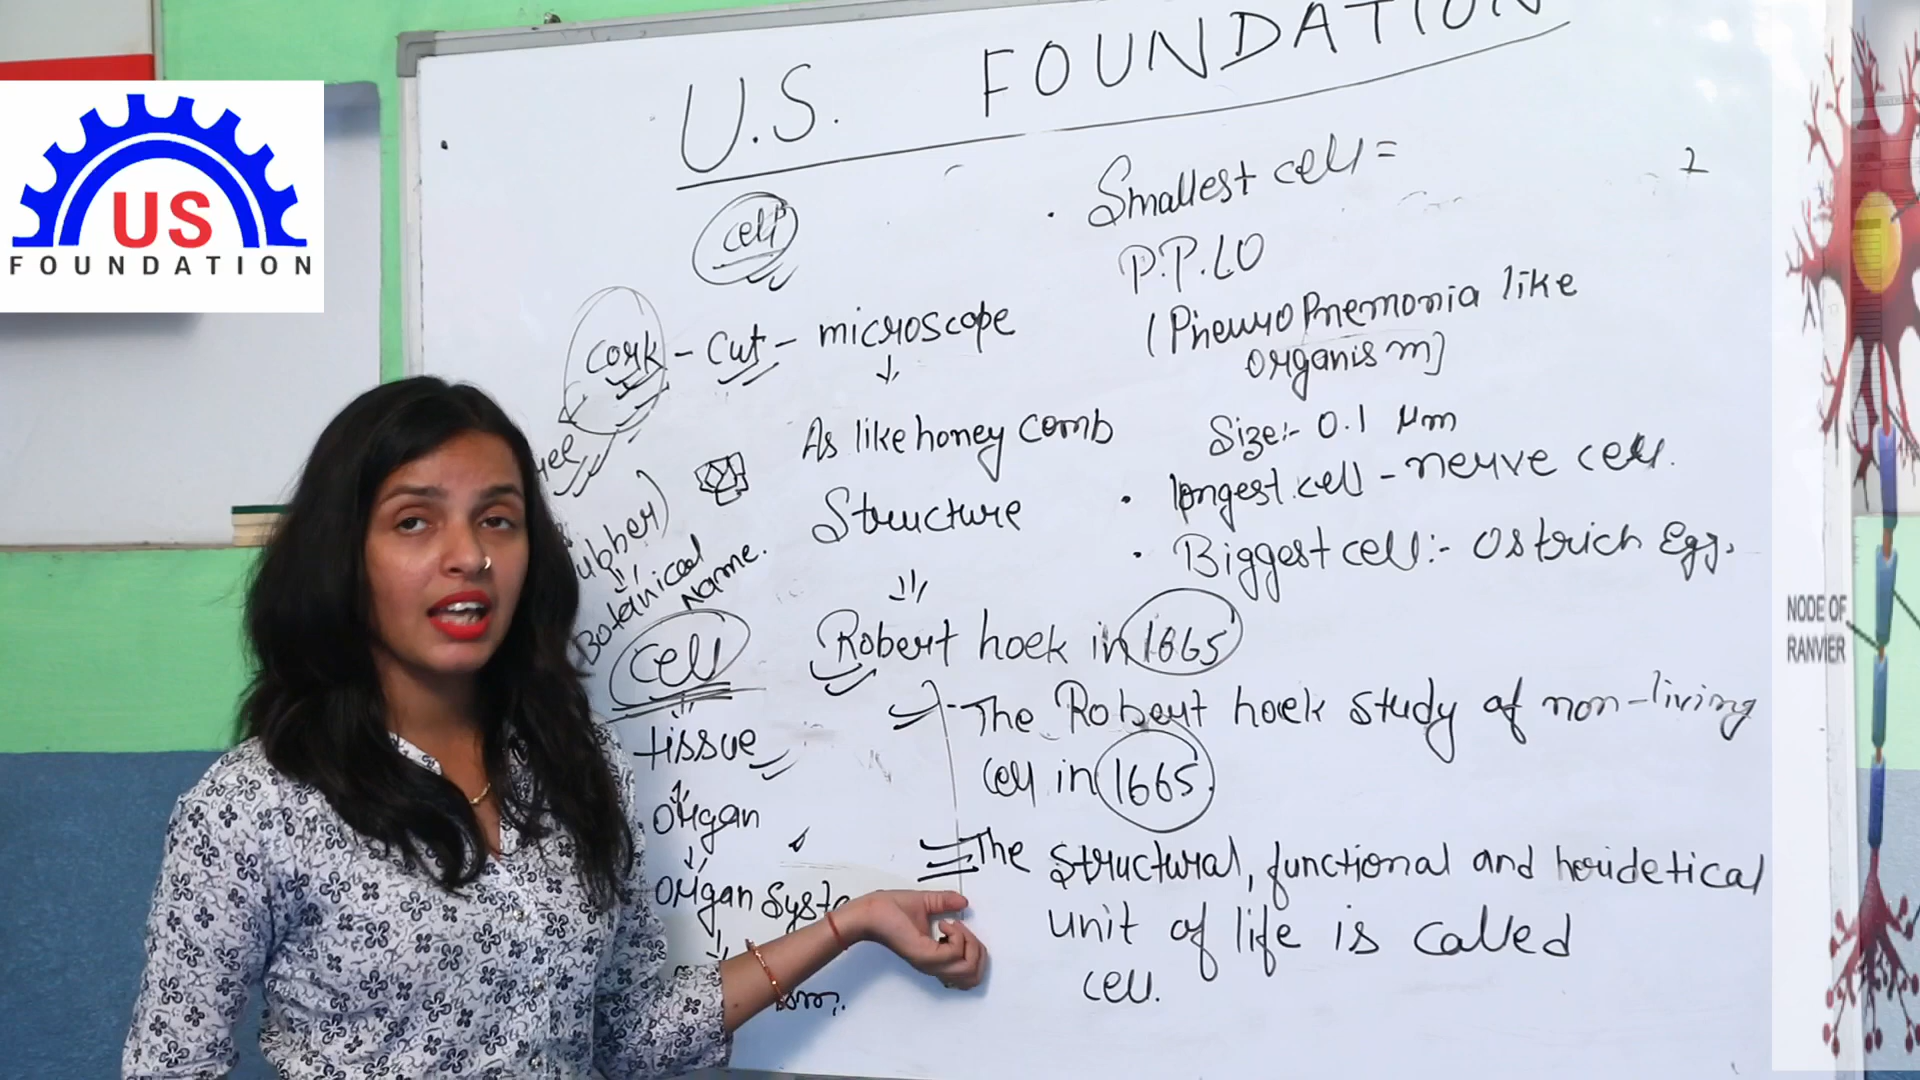 US
FOUNDATION
U.S. FOUNDATION
Cell
Cork - Cut - microscope
As like honey comb
Structure
Botanical
Name.
Robert hoek in 1665
- The Robert hoek study of non-living
Cell in 1665.
The Structural, functional and heridetical
unit of life is called
cell.
Cell
tissue
organ
organ Syste
ism.
. Smallest cell =
P.P.LO
(Pneuro Pnemonia like
organism]
Size:- 0.1 μm
. longest cell - nerve cell.
. Biggest cell:- Ostrich Egg.
NODE OF
RANVIER